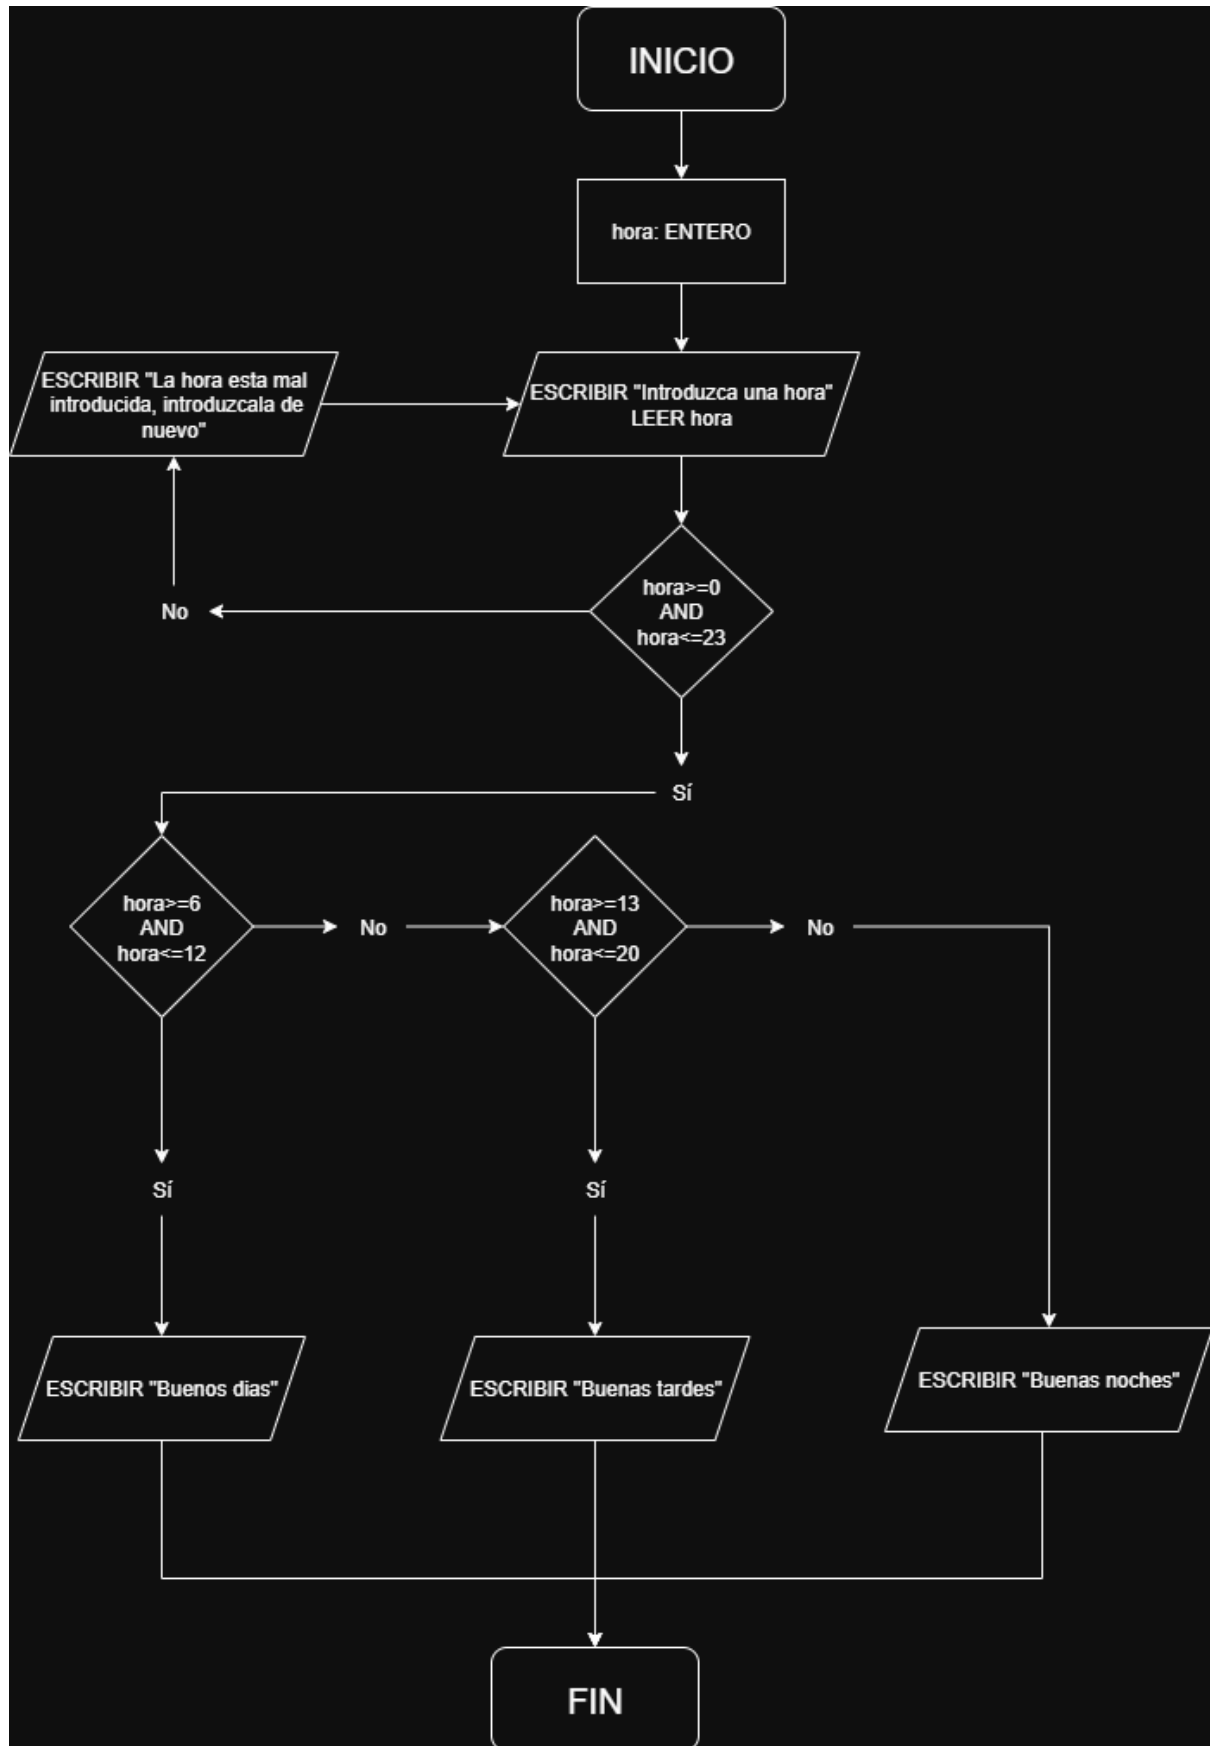 INICIO
hora: ENTERO
ESCRIBIR "La hora esta mal
introducida, introduzcala de
nuevo"
ESCRIBIR "Introduzca una hora"
LEER hora
hora>=0
AND
hora<=23
No
Sí
hora>=6
AND
hora<=12
No
hora>=13
AND
hora<=20
No
Sí
Sí
ESCRIBIR "Buenos dias"
ESCRIBIR "Buenas tardes"
ESCRIBIR "Buenas noches"
FIN